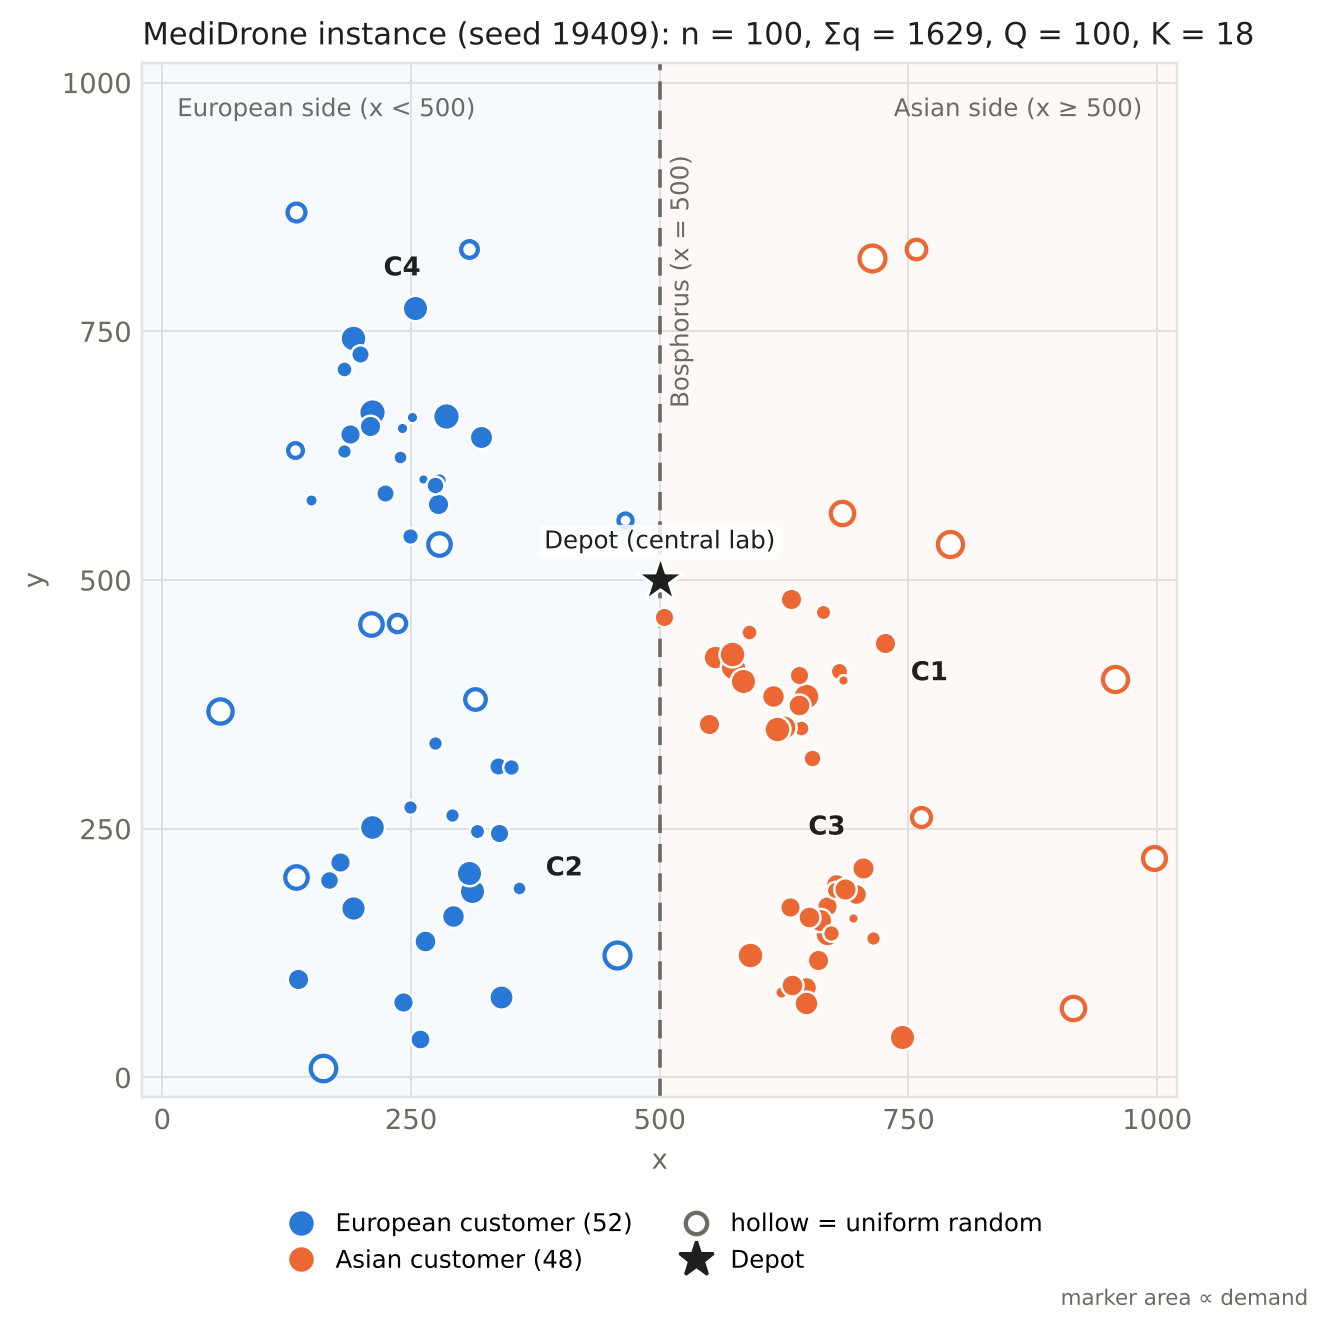 MediDrone instance (seed 19409): n = 100, Σq = 1629, Q = 100, K = 18
European side (x < 500)
Asian side (x ≥ 500)
Bosphorus (x = 500)
C4
Depot (central lab)
C1
C3
C2
1000
750
500
250
0
y
0 250 500 750 1000
x
European customer (52)
hollow = uniform random
Asian customer (48)
Depot
marker area ∝ demand